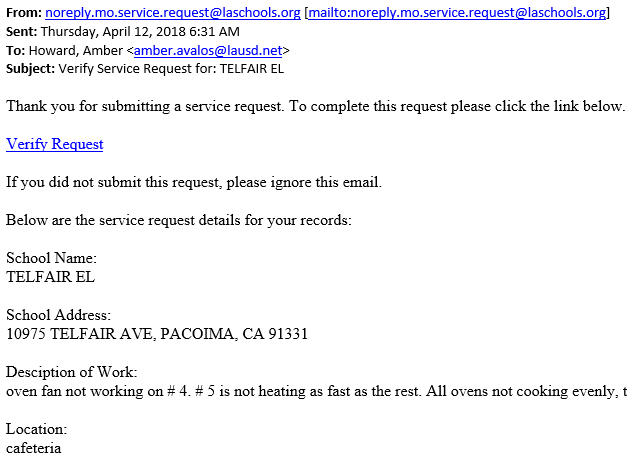 From: noreply.mo.service.request@laschools.org [mailto:noreply.mo.service.request@laschools.org]
Sent: Thursday, April 12, 2018 6:31 AM
To: Howard, Amber <amber.avalos@lausd.net>
Subject: Verify Service Request for: TELFAIR EL
Thank you for submitting a service request. To complete this request please click the link below.
Verify Request
If you did not submit this request, please ignore this email.
Below are the service request details for your records:
School Name:
TELFAIR EL
School Address:
10975 TELFAIR AVE, PACOIMA, CA 91331
Desciption of Work:
oven fan not working on # 4. # 5 is not heating as fast as the rest. All ovens not cooking evenly, t
Location:
cafeteria